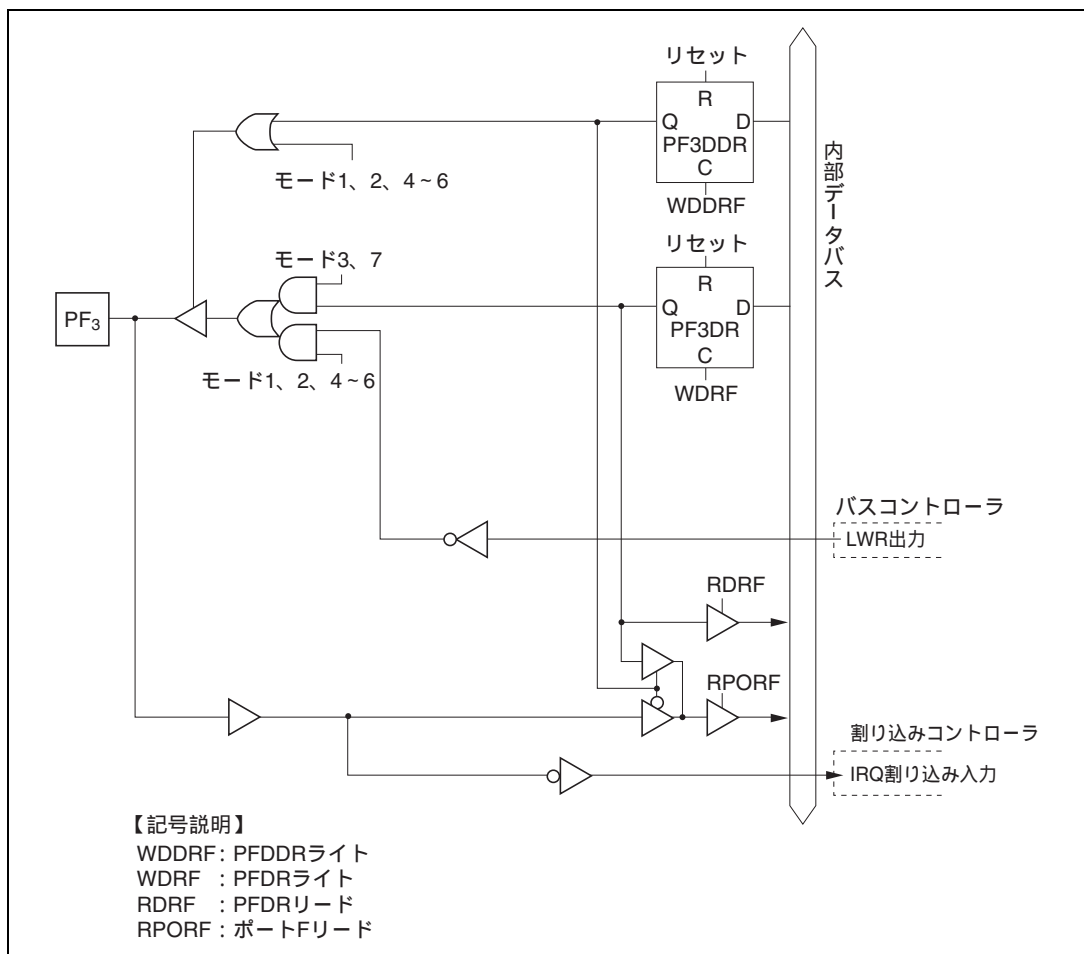 リセット
R
Q D
PF3DDR
C
WDDRF
モード1、2、4~6
内部データバス
リセット
モード3、7
R
Q D
PF3DR
C
WDRF
PF3
モード1、2、4~6
バスコントローラ
LWR出力
RDRF
RPORF
割り込みコントローラ
IRQ割り込み入力
【記号説明】
WDDRF : PFDDRライト
WDRF : PFDRライト
RDRF : PFDRリード
RPORF : ポートFリード